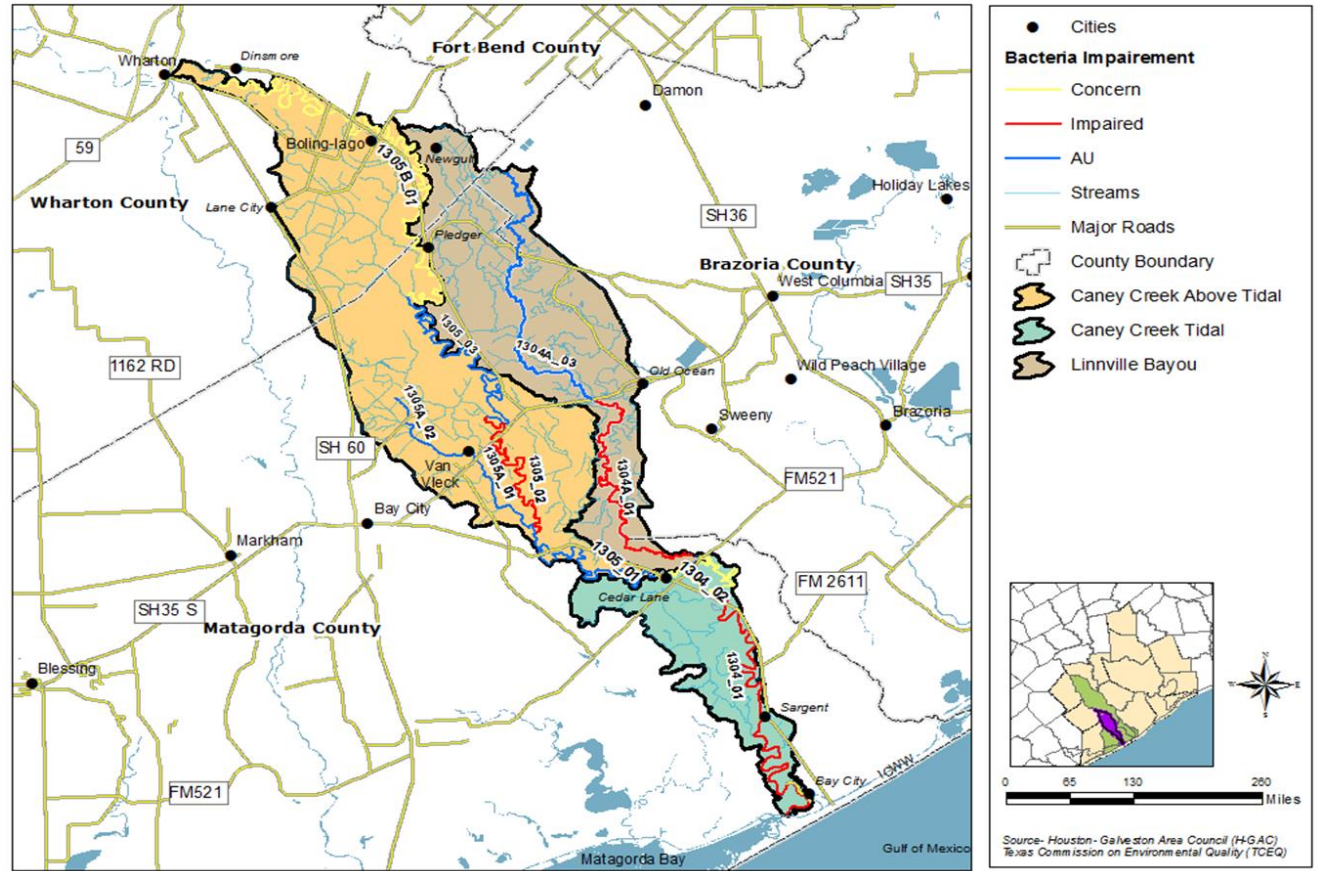 Fort Bend County
Wharton
Dinsmore
Damon
59
Boling-Iago
Newgulf
1305B_01
Holiday Lakes
Wharton County
Lane City
SH36
Pledger
Brazoria County
West Columbia
SH35
1305_03
1304A_03
1162 RD
Old Ocean
Wild Peach Village
1305A_02
Sweeny
Brazoria
SH 60
Van
Vleck
1305A_01
1305_02
1304A_01
FM521
Bay City
Markham
1305_01
1304_02
FM 2611
Cedar Lane
SH35 S
Matagorda County
Blessing
1304_01
Sargent
Bay City
ICWW
FM521
Matagorda Bay
Gulf of Mexico
Cities
Bacteria Impairement
Concern
Impaired
AU
Streams
Major Roads
County Boundary
Caney Creek Above Tidal
Caney Creek Tidal
Linnville Bayou
N
W
E
S
0 65 130 260
Miles
Source- Houston- Galveston Area Council (H-GAC)
Texas Commission on Environmental Quality (TCEQ)